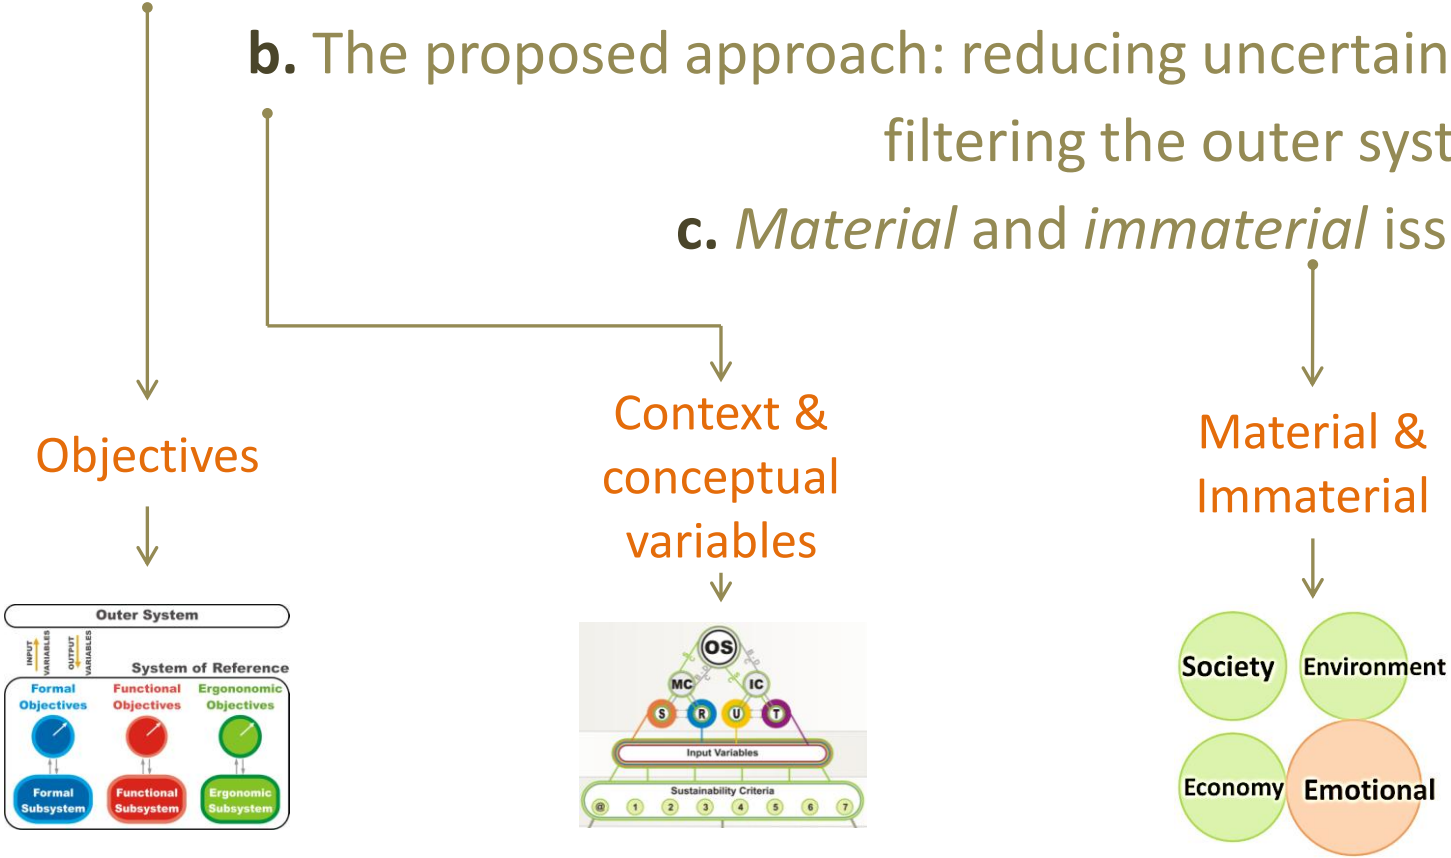 b. The proposed approach: reducing uncertain
filtering the outer syst
c. Material and immaterial iss
Objectives
Context &
conceptual
variables
Material &
Immaterial
Outer System
INPUT
VARIABLES
OUTPUT
VARIABLES
System of Reference
Formal
Objectives
Functional
Objectives
Ergononomic
Objectives
Formal
Subsystem
Functional
Subsystem
Ergonomic
Subsystem
OS
B - D
C
B - D
C
MC
IC
S
R
U
T
Input Variables
Sustainability Criteria
@ 1 2 3 4 5 6 7
Society
Environment
Economy
Emotional